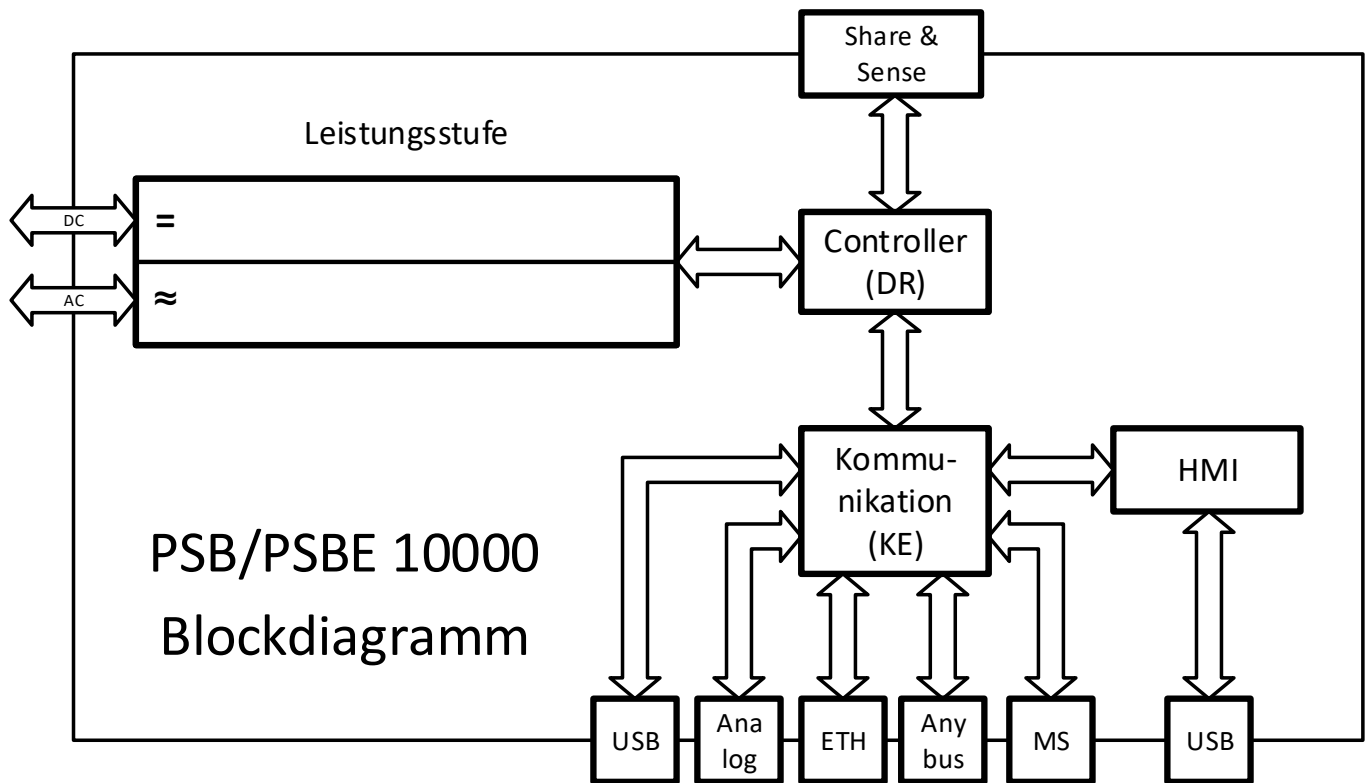 Share &
Sense
Leistungsstufe
DC
=
AC
≈
Controller
(DR)
Kommu-
nikation
(KE)
HMI
PSB/PSBE 10000
Blockdiagramm
USB
Ana
log
ETH
Any
bus
MS
USB